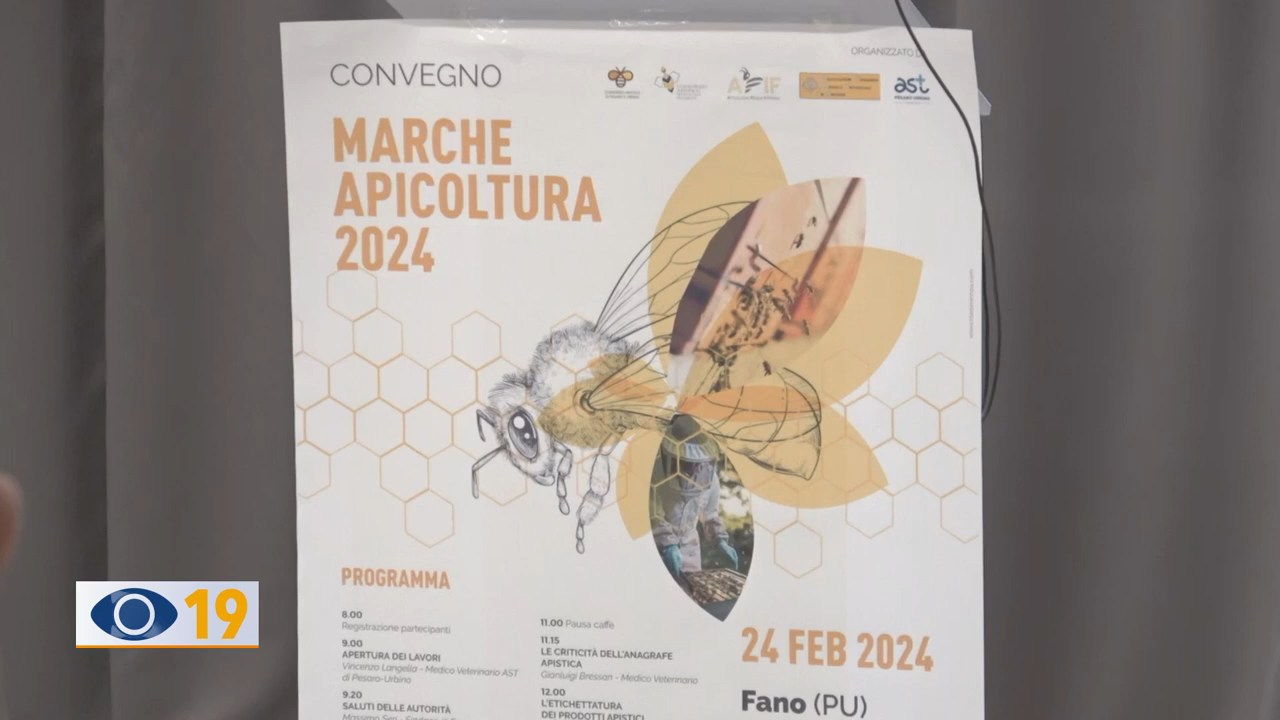 ORGANIZZATO
CONVEGNO
ast
MARCHE
APICOLTURA
2024
PROGRAMMA
8.00
Registrazione partecipanti
9.00
APERTURA DEI LAVORI
Vincenzo Langella - Medico Veterinario AST
di Pesaro-Urbino
9.20
SALUTI DELLE AUTORITÀ
11.00 Pausa caffè
11.15
LE CRITICITÀ DELL'ANAGRAFE
APISTICA
Gianluigi Bressan - Medico Veterinario
12.00
L'ETICHETTATURA
DEI PRODOTTI APISTICI
24 FEB 2024
Fano (PU)
19